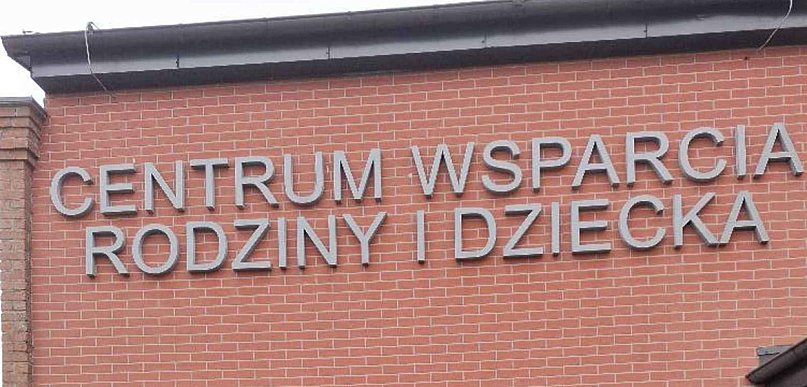 CENTRUM WSPARCIA
RODZINY I DZIECKA